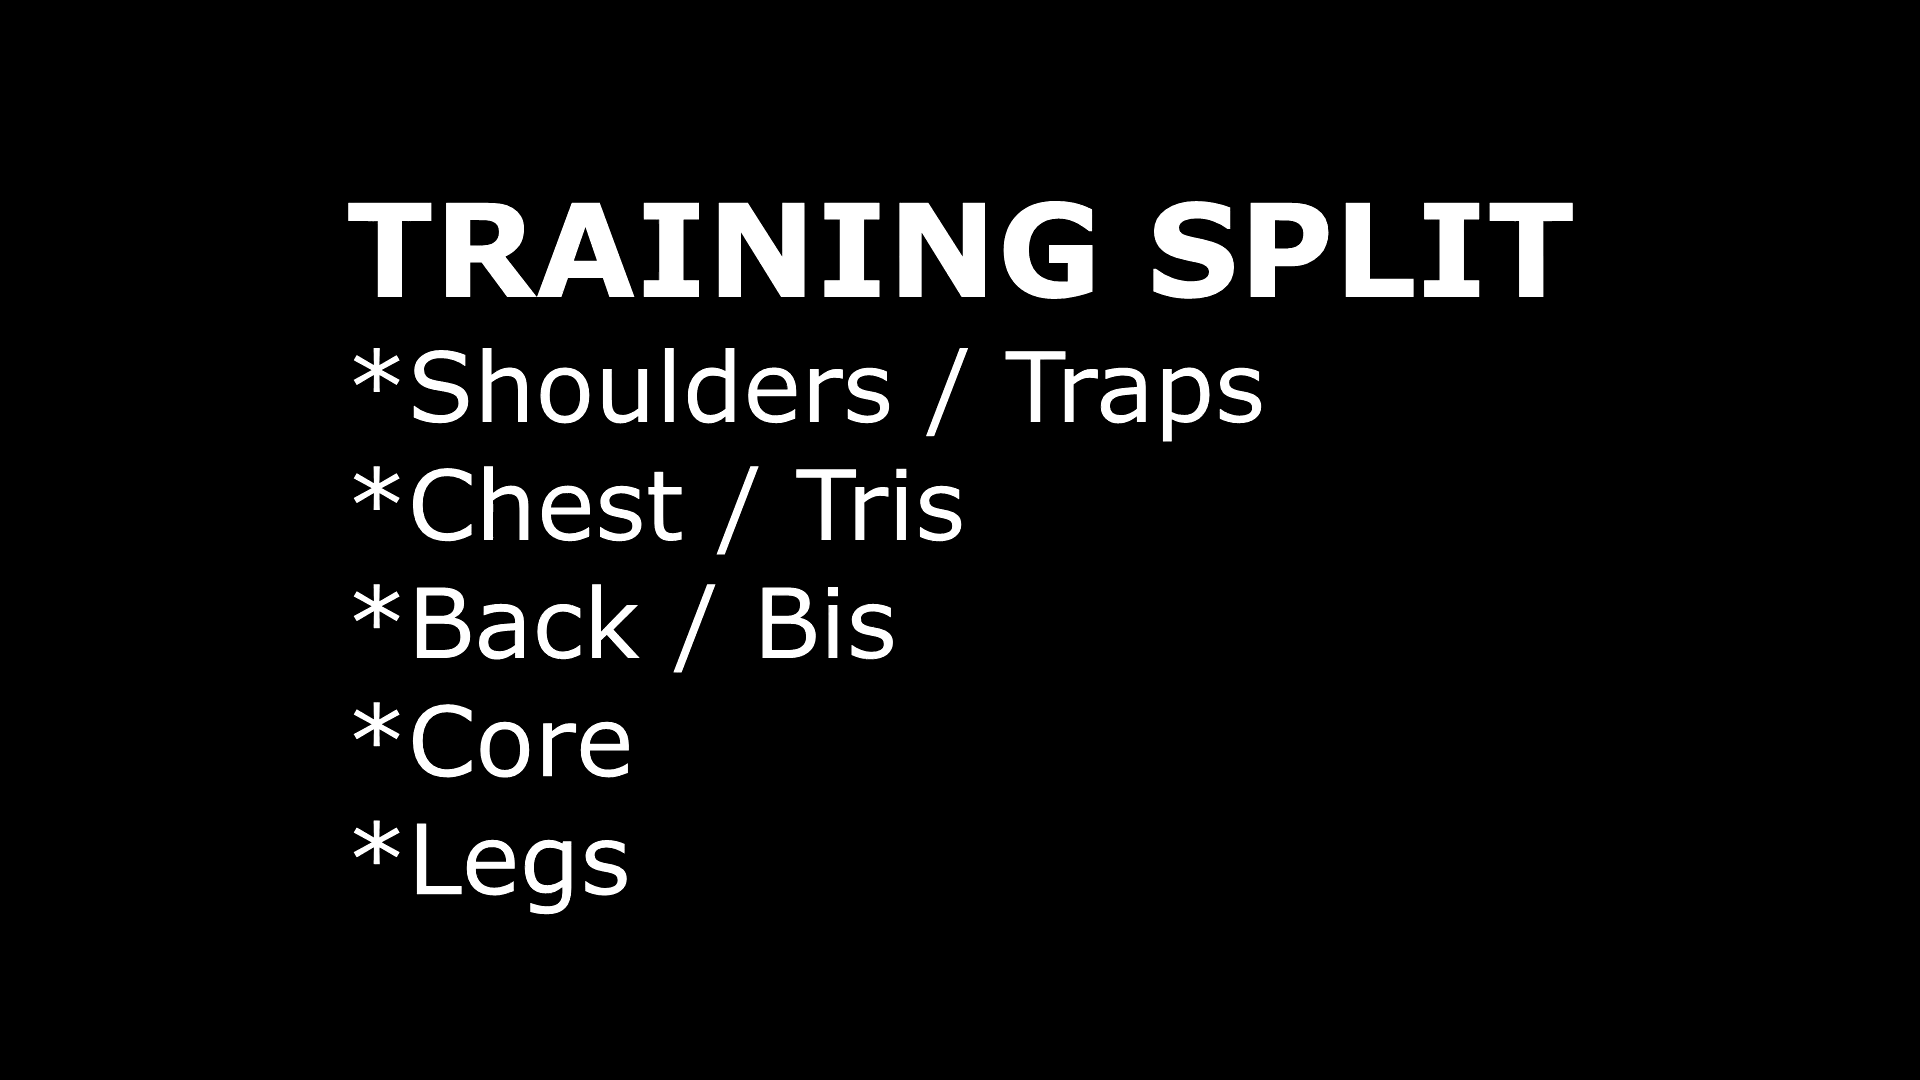 TRAINING SPLIT
*Shoulders / Traps
*Chest / Tris
*Back / Bis
*Core
*Legs